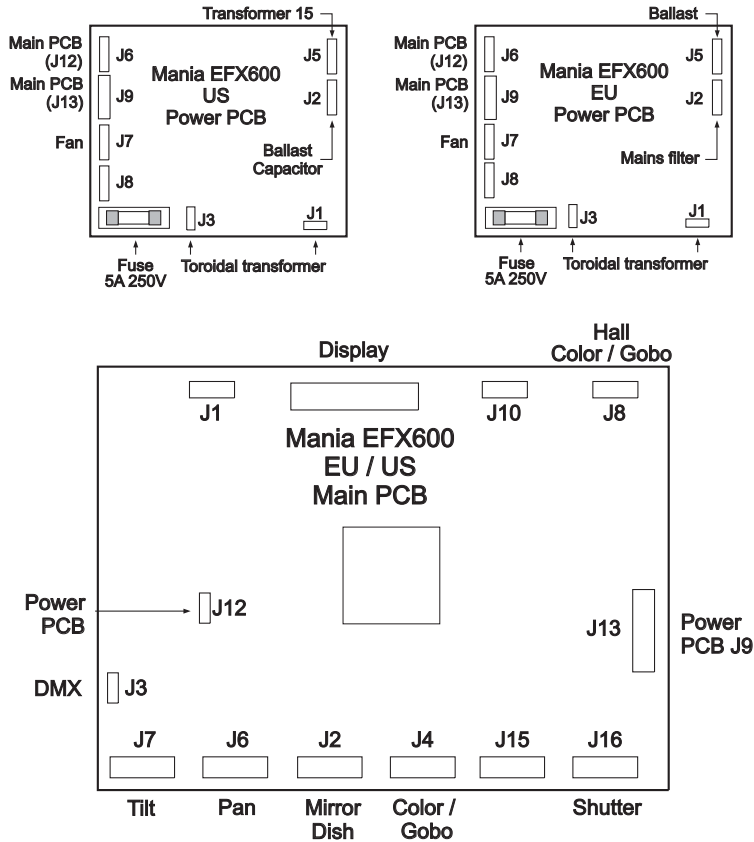 Transformer 15
Main PCB
(J12)
Main PCB
(J13)
Fan
J6
J9
J7
J8
Mania EFX600
US
Power PCB
J5
J2
Ballast
Capacitor
J3
J1
Fuse
5A 250V
Toroidal transformer
Ballast
Main PCB
(J12)
Main PCB
(J13)
Fan
J6
J9
J7
J8
Mania EFX600
EU
Power PCB
J5
J2
Mains filter
J3
J1
Fuse
5A 250V
Toroidal transformer
Display
Hall
Color / Gobo
J1
J10
J8
Mania EFX600
EU / US
Main PCB
Power
PCB
J12
J13
Power
PCB J9
DMX
J3
J7
J6
J2
J4
J15
J16
Tilt
Pan
Mirror
Dish
Color /
Gobo
Shutter